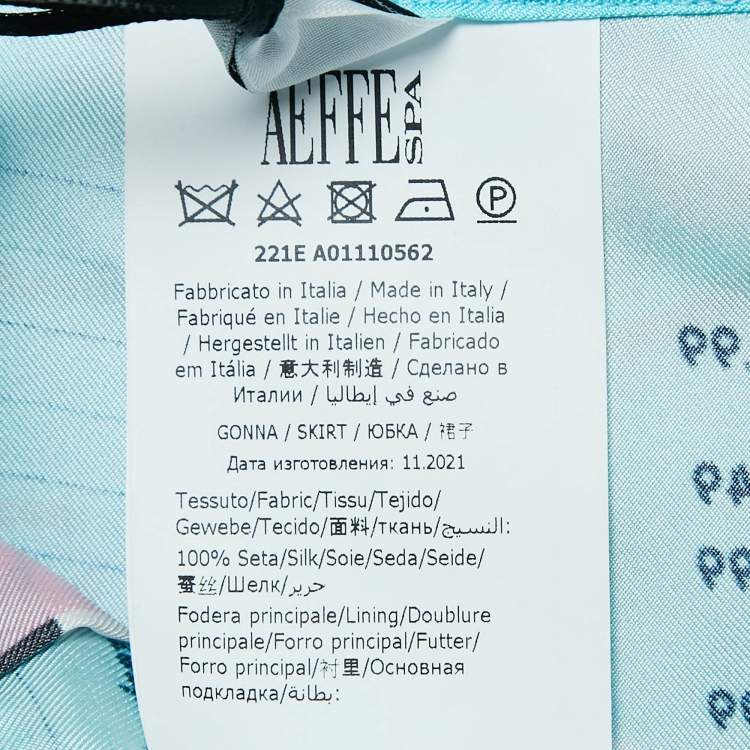 AEFFE SPA
P
221E A01110562
Fabbricato in Italia / Made in Italy /
Fabriqué en Italie / Hecho en Italia
/ Hergestellt in Italien / Fabricado
em Itália / 意大利制造 / Сделано в
Италии / صنع في إيطاليا
GONNA / SKIRT / ЮБКА / 裙子
Дата изготовления: 11.2021
Tessuto/Fabric/Tissu/Tejido/
Gewebe/Tecido/面料/ткань/النسيج:
100% Seta/Silk/Soie/Seda/Seide/
蚕丝/Шелк/حرير
Fodera principale/Lining/Doublure
principale/Forro principal/Futter/
Forro principal/衬里/Основная
подкладка/بطانة: